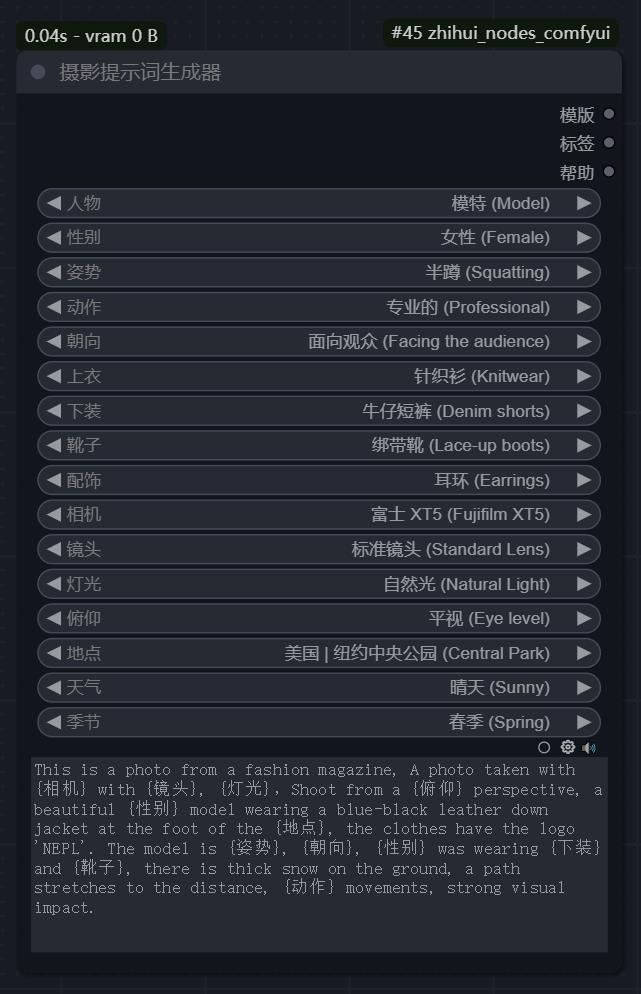 0.04s - vram 0 B
#45 zhihui_nodes_comfyui
摄影提示词生成器
模版
标签
帮助
人物 模特 (Model)
性别 女性 (Female)
姿势 半蹲 (Squatting)
动作 专业的 (Professional)
朝向 面向观众 (Facing the audience)
上衣 针织衫 (Knitwear)
下装 牛仔短裤 (Denim shorts)
靴子 绑带靴 (Lace-up boots)
配饰 耳环 (Earrings)
相机 富士 XT5 (Fujifilm XT5)
镜头 标准镜头 (Standard Lens)
灯光 自然光 (Natural Light)
俯仰 平视 (Eye level)
地点 美国 | 纽约中央公园 (Central Park)
天气 晴天 (Sunny)
季节 春季 (Spring)
This is a photo from a fashion magazine, A photo taken with
{相机} with {镜头}, {灯光}，Shoot from a {俯仰} perspective, a
beautiful {性别} model wearing a blue-black leather down
jacket at the foot of the {地点}, the clothes have the logo
'NEPL'. The model is {姿势}, {朝向}, {性别} was wearing {下装}
and {靴子}, there is thick snow on the ground, a path
stretches to the distance, {动作} movements, strong visual
impact.